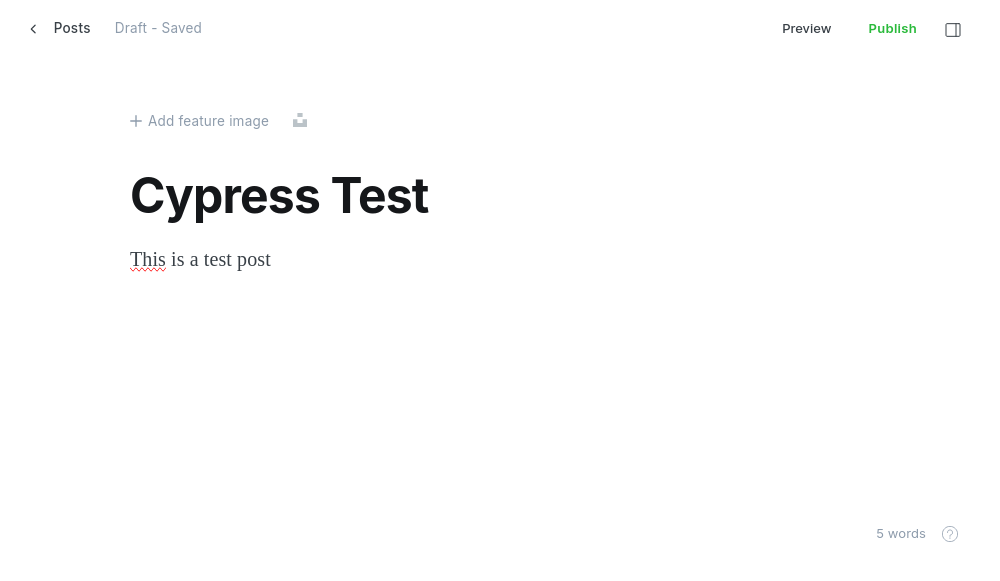 Posts Draft - Saved Preview Publish
Add feature image
Cypress Test
This is a test post
5 words